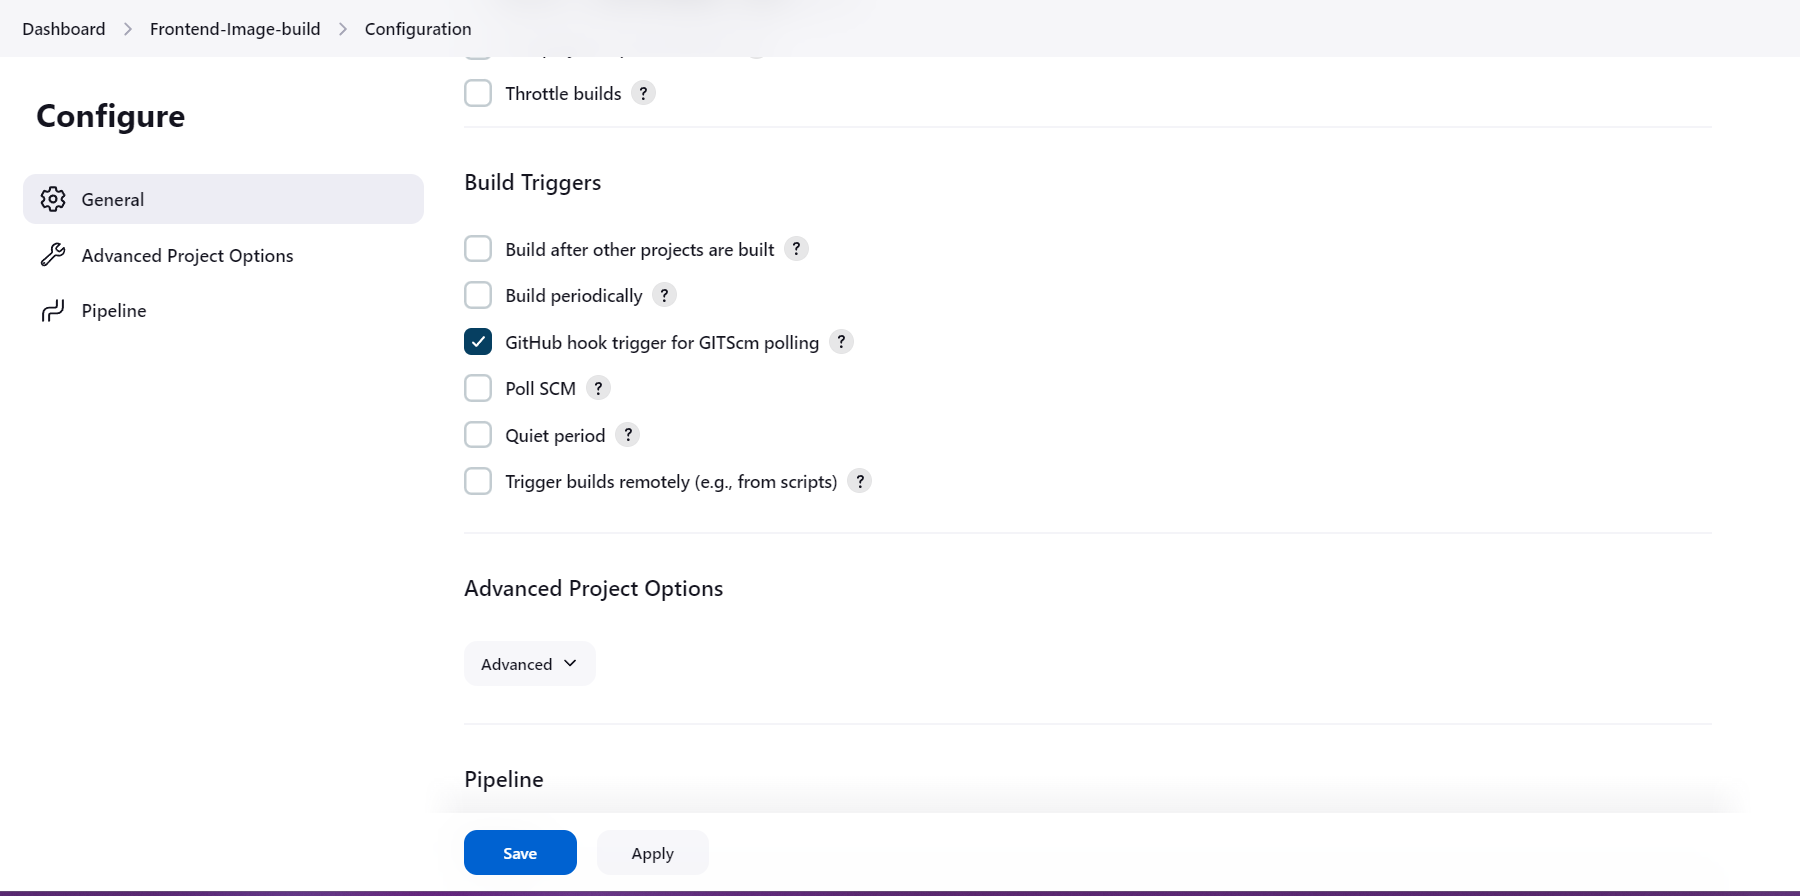 Dashboard > Frontend-Image-build > Configuration
Configure
General
Advanced Project Options
Pipeline
Throttle builds ?
Build Triggers
Build after other projects are built ?
Build periodically ?
GitHub hook trigger for GITScm polling ?
Poll SCM ?
Quiet period ?
Trigger builds remotely (e.g., from scripts) ?
Advanced Project Options
Advanced
Pipeline
Save
Apply